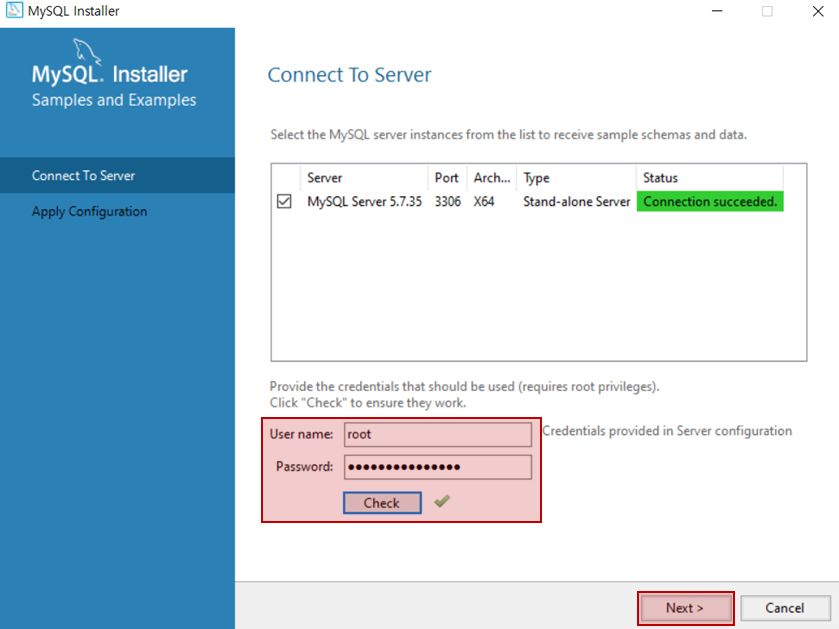 MySQL Installer
MySQL. Installer
Samples and Examples
Connect To Server
Apply Configuration
Connect To Server
Select the MySQL server instances from the list to receive sample schemas and data.
Server Port Arch... Type Status
MySQL Server 5.7.35 3306 X64 Stand-alone Server Connection succeeded.
Provide the credentials that should be used (requires root privileges).
Click "Check" to ensure they work.
User name: root Credentials provided in Server configuration
Password: ●●●●●●●●●●●●●●●
Check
Next > Cancel